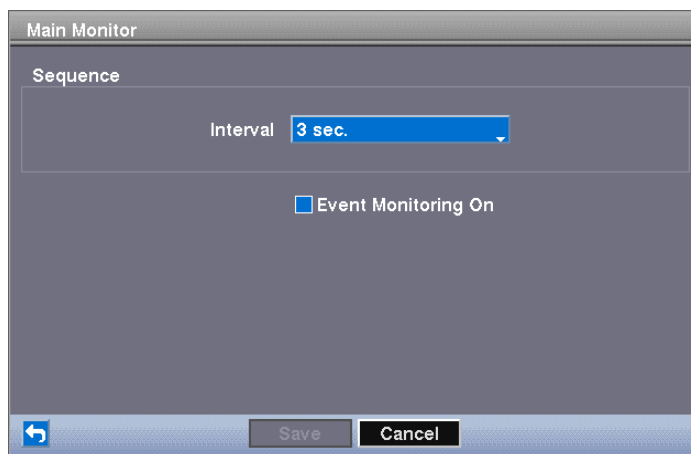 Main Monitor
Sequence
Interval 3 sec.
Event Monitoring On
Save Cancel